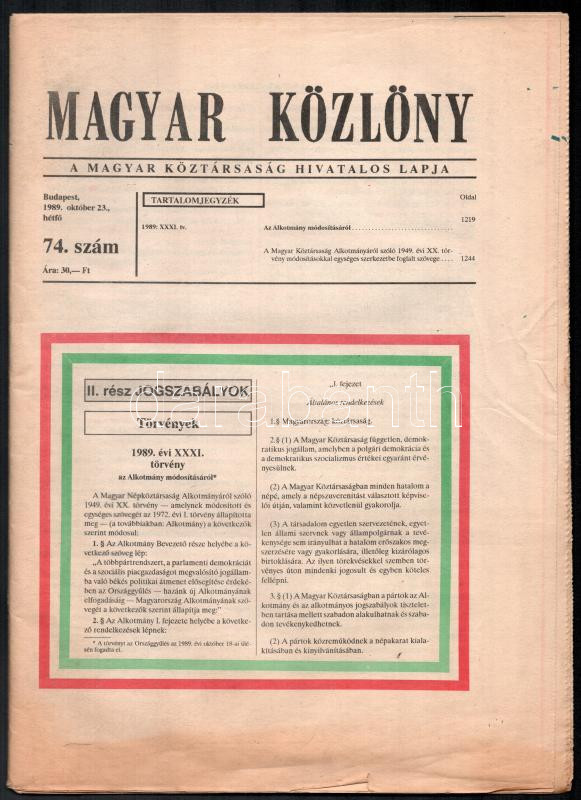 MAGYAR KÖZLÖNY
A MAGYAR KÖZTÁRSASÁG HIVATALOS LAPJA
Budapest,
1989. október 23.,
hétfő
74. szám
Ára: 30,— Ft
TARTALOMJEGYZÉK
Oldal
1989: XXXI. tv.
Az Alkotmány módosításáról
1219
A Magyar Köztársaság Alkotmányáról szóló 1949. évi XX. tör-
vény módosításokkal egységes szerkezetbe foglalt szövege .... 1244
II. rész JOGSZABÁLYOK
Törvények
1989. évi XXXI.
törvény
az Alkotmány módosításáról*
A Magyar Népköztársaság Alkotmányáról szóló
1949. évi XX. törvény — amelynek módosított és
egységes szövegét az 1972. évi I. törvény állapította
meg — (a továbbiakban: Alkotmány) a következők
szerint módosul:
1. § Az Alkotmány Bevezető része helyébe a kö-
vetkező szöveg lép:
„A többpártrendszert, a parlamenti demokráciát
és a szociális piacgazdaságot megvalósító jogállam-
ba való békés politikai átmenet elősegítése érdeké-
ben az Országgyűlés — hazánk új Alkotmányának
elfogadásáig — Magyarország Alkotmányának szö-
vegét a következők szerint állapítja meg:”
2. § Az Alkotmány I. fejezete helyébe a követke-
ző rendelkezések lépnek:
* A törvényt az Országgyűlés az 1989. évi október 18-ai ülé-
sén fogadta el.
„I. fejezet
Általános rendelkezések
1. § Magyarország: köztársaság.
2. § (1) A Magyar Köztársaság független, demok-
ratikus jogállam, amelyben a polgári demokrácia és
a demokratikus szocializmus értékei egyaránt érvé-
nyesülnek.
(2) A Magyar Köztársaságban minden hatalom a
népé, amely a népszuverenitást választott képvise-
lői útján, valamint közvetlenül gyakorolja.
(3) A társadalom egyetlen szervezetének, egyet-
len állami szervnek vagy állampolgárnak a tevé-
kenysége sem irányulhat a hatalom erőszakos meg-
szerzésére vagy gyakorlására, illetőleg kizárólagos
birtoklására. Az ilyen törekvésekkel szemben tör-
vényes úton mindenki jogosult és egyben köteles
fellépni.
3. § (1) A Magyar Köztársaságban a pártok az Al-
kotmány és az alkotmányos jogszabályok tisztelet-
ben tartása mellett szabadon alakulhatnak és szaba-
don tevékenykedhetnek.
(2) A pártok közreműködnek a népakarat kiala-
kításában és kinyilvánításában.
darabanth